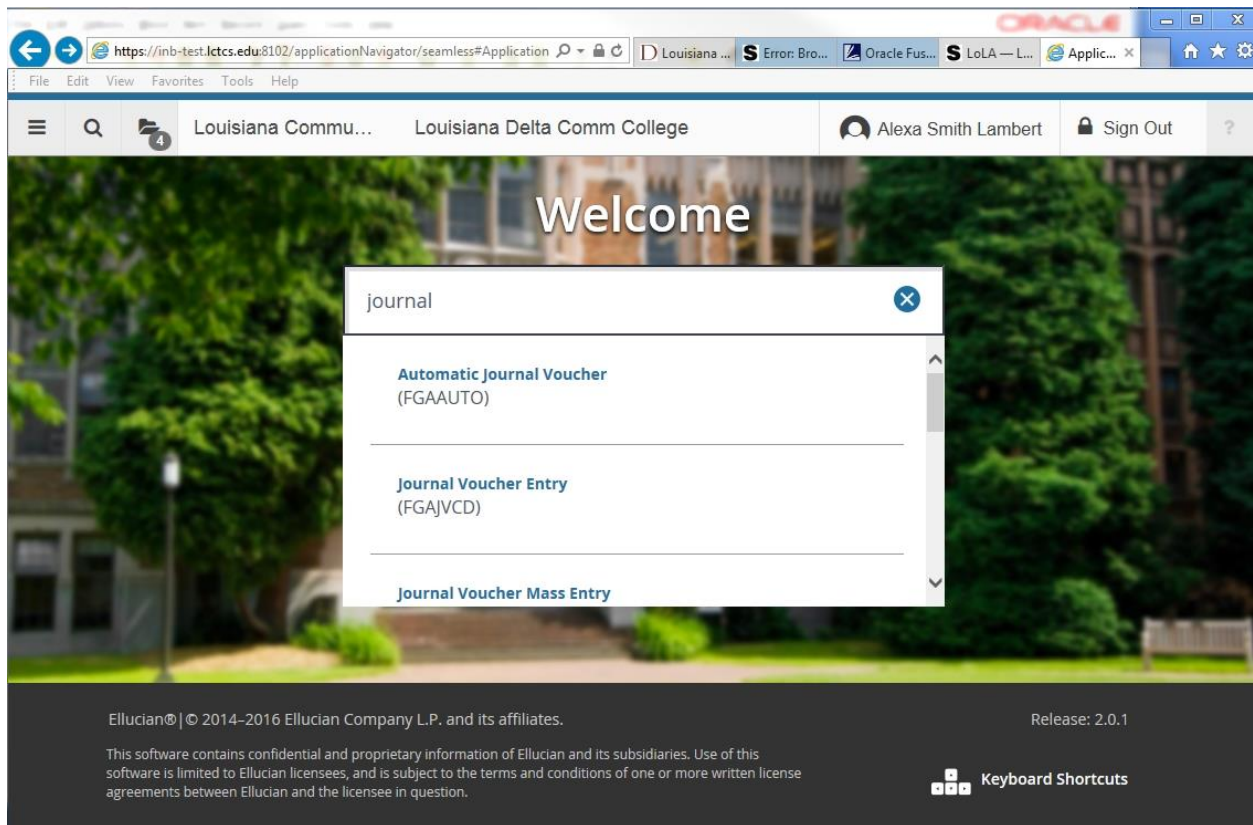 ORACLE
https://inb-test.lctcs.edu:8102/applicationNavigator/seamless#Application
Louisiana ...
S Error: Bro...
Oracle Fus...
S LoLA — L...
Applic... ×
File Edit View Favorites Tools Help
4
Louisiana Commu...
Louisiana Delta Comm College
Alexa Smith Lambert
Sign Out
?
Welcome
journal
Automatic Journal Voucher
(FGAAUTO)
Journal Voucher Entry
(FGAJVCD)
Journal Voucher Mass Entry
Ellucian®|© 2014–2016 Ellucian Company L.P. and its affiliates.
Release: 2.0.1
This software contains confidential and proprietary information of Ellucian and its subsidiaries. Use of this
software is limited to Ellucian licensees, and is subject to the terms and conditions of one or more written license
agreements between Ellucian and the licensee in question.
Keyboard Shortcuts